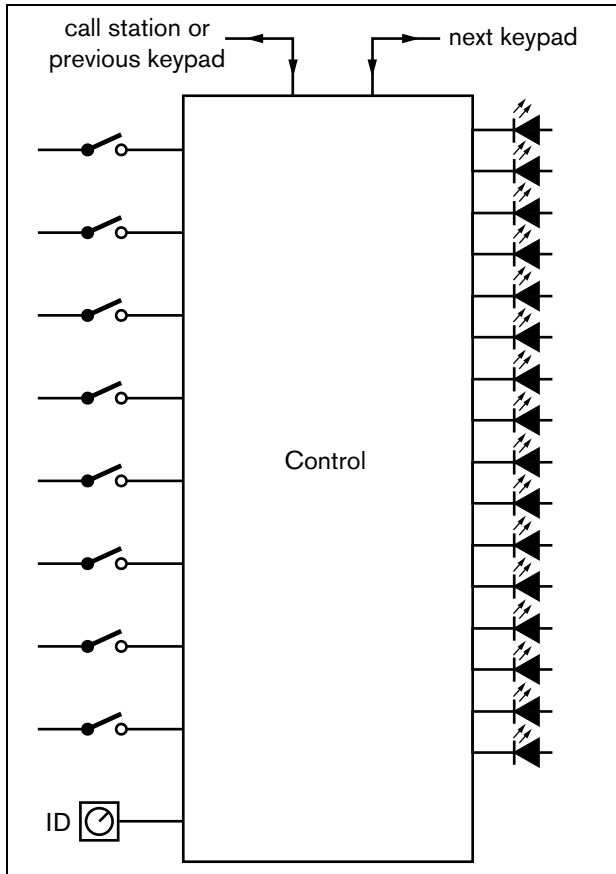 call station or
previous keypad
next keypad
Control
ID